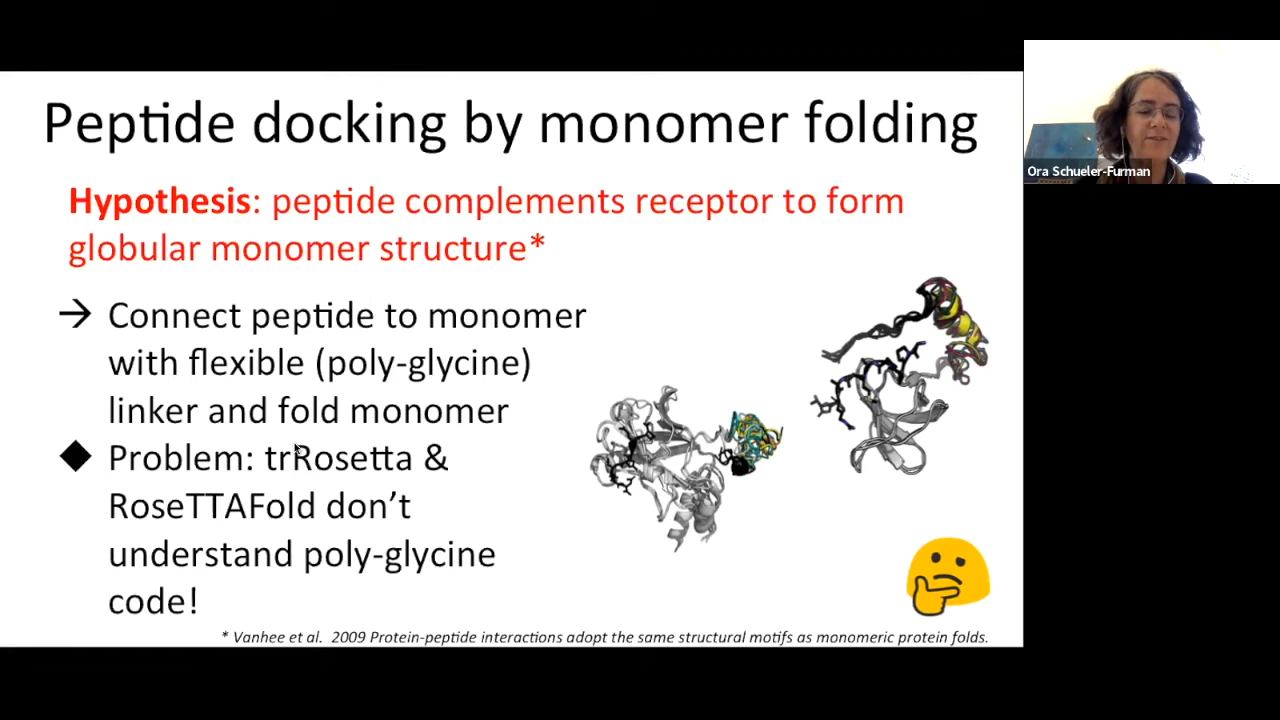 Peptide docking by monomer folding
Hypothesis: peptide complements receptor to form
globular monomer structure*
→ Connect peptide to monomer
with flexible (poly-glycine)
linker and fold monomer
◆ Problem: trRosetta &
RoseTTAFold don’t
understand poly-glycine
code!
* Vanhee et al. 2009 Protein-peptide interactions adopt the same structural motifs as monomeric protein folds.
Ora Schueler-Furman